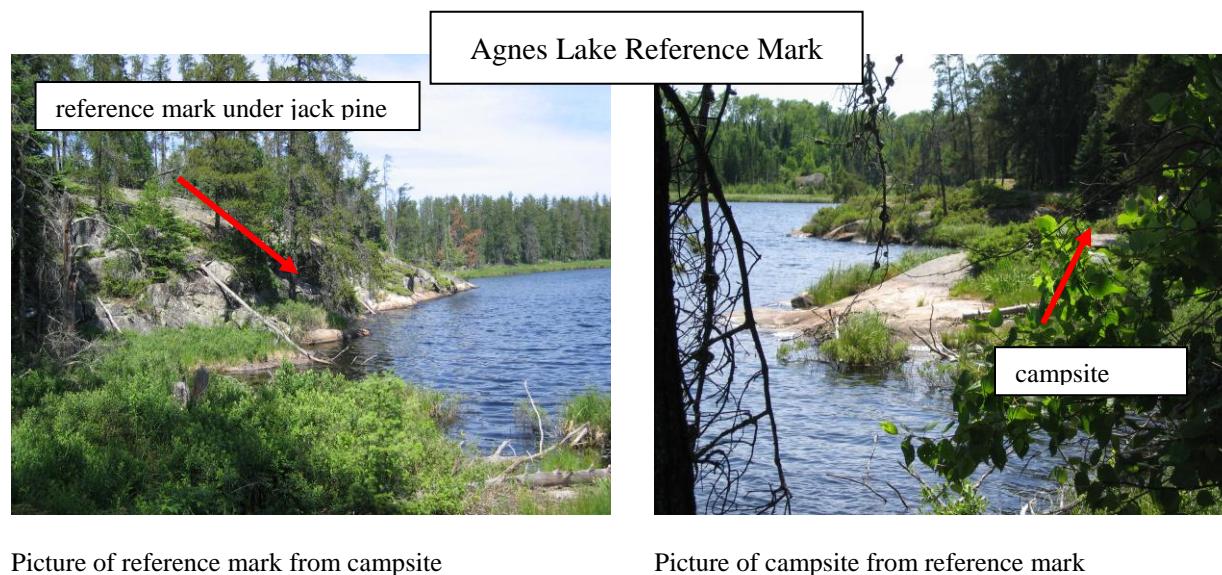 Agnes Lake Reference Mark
reference mark under jack pine
campsite
Picture of reference mark from campsite
Picture of campsite from reference mark